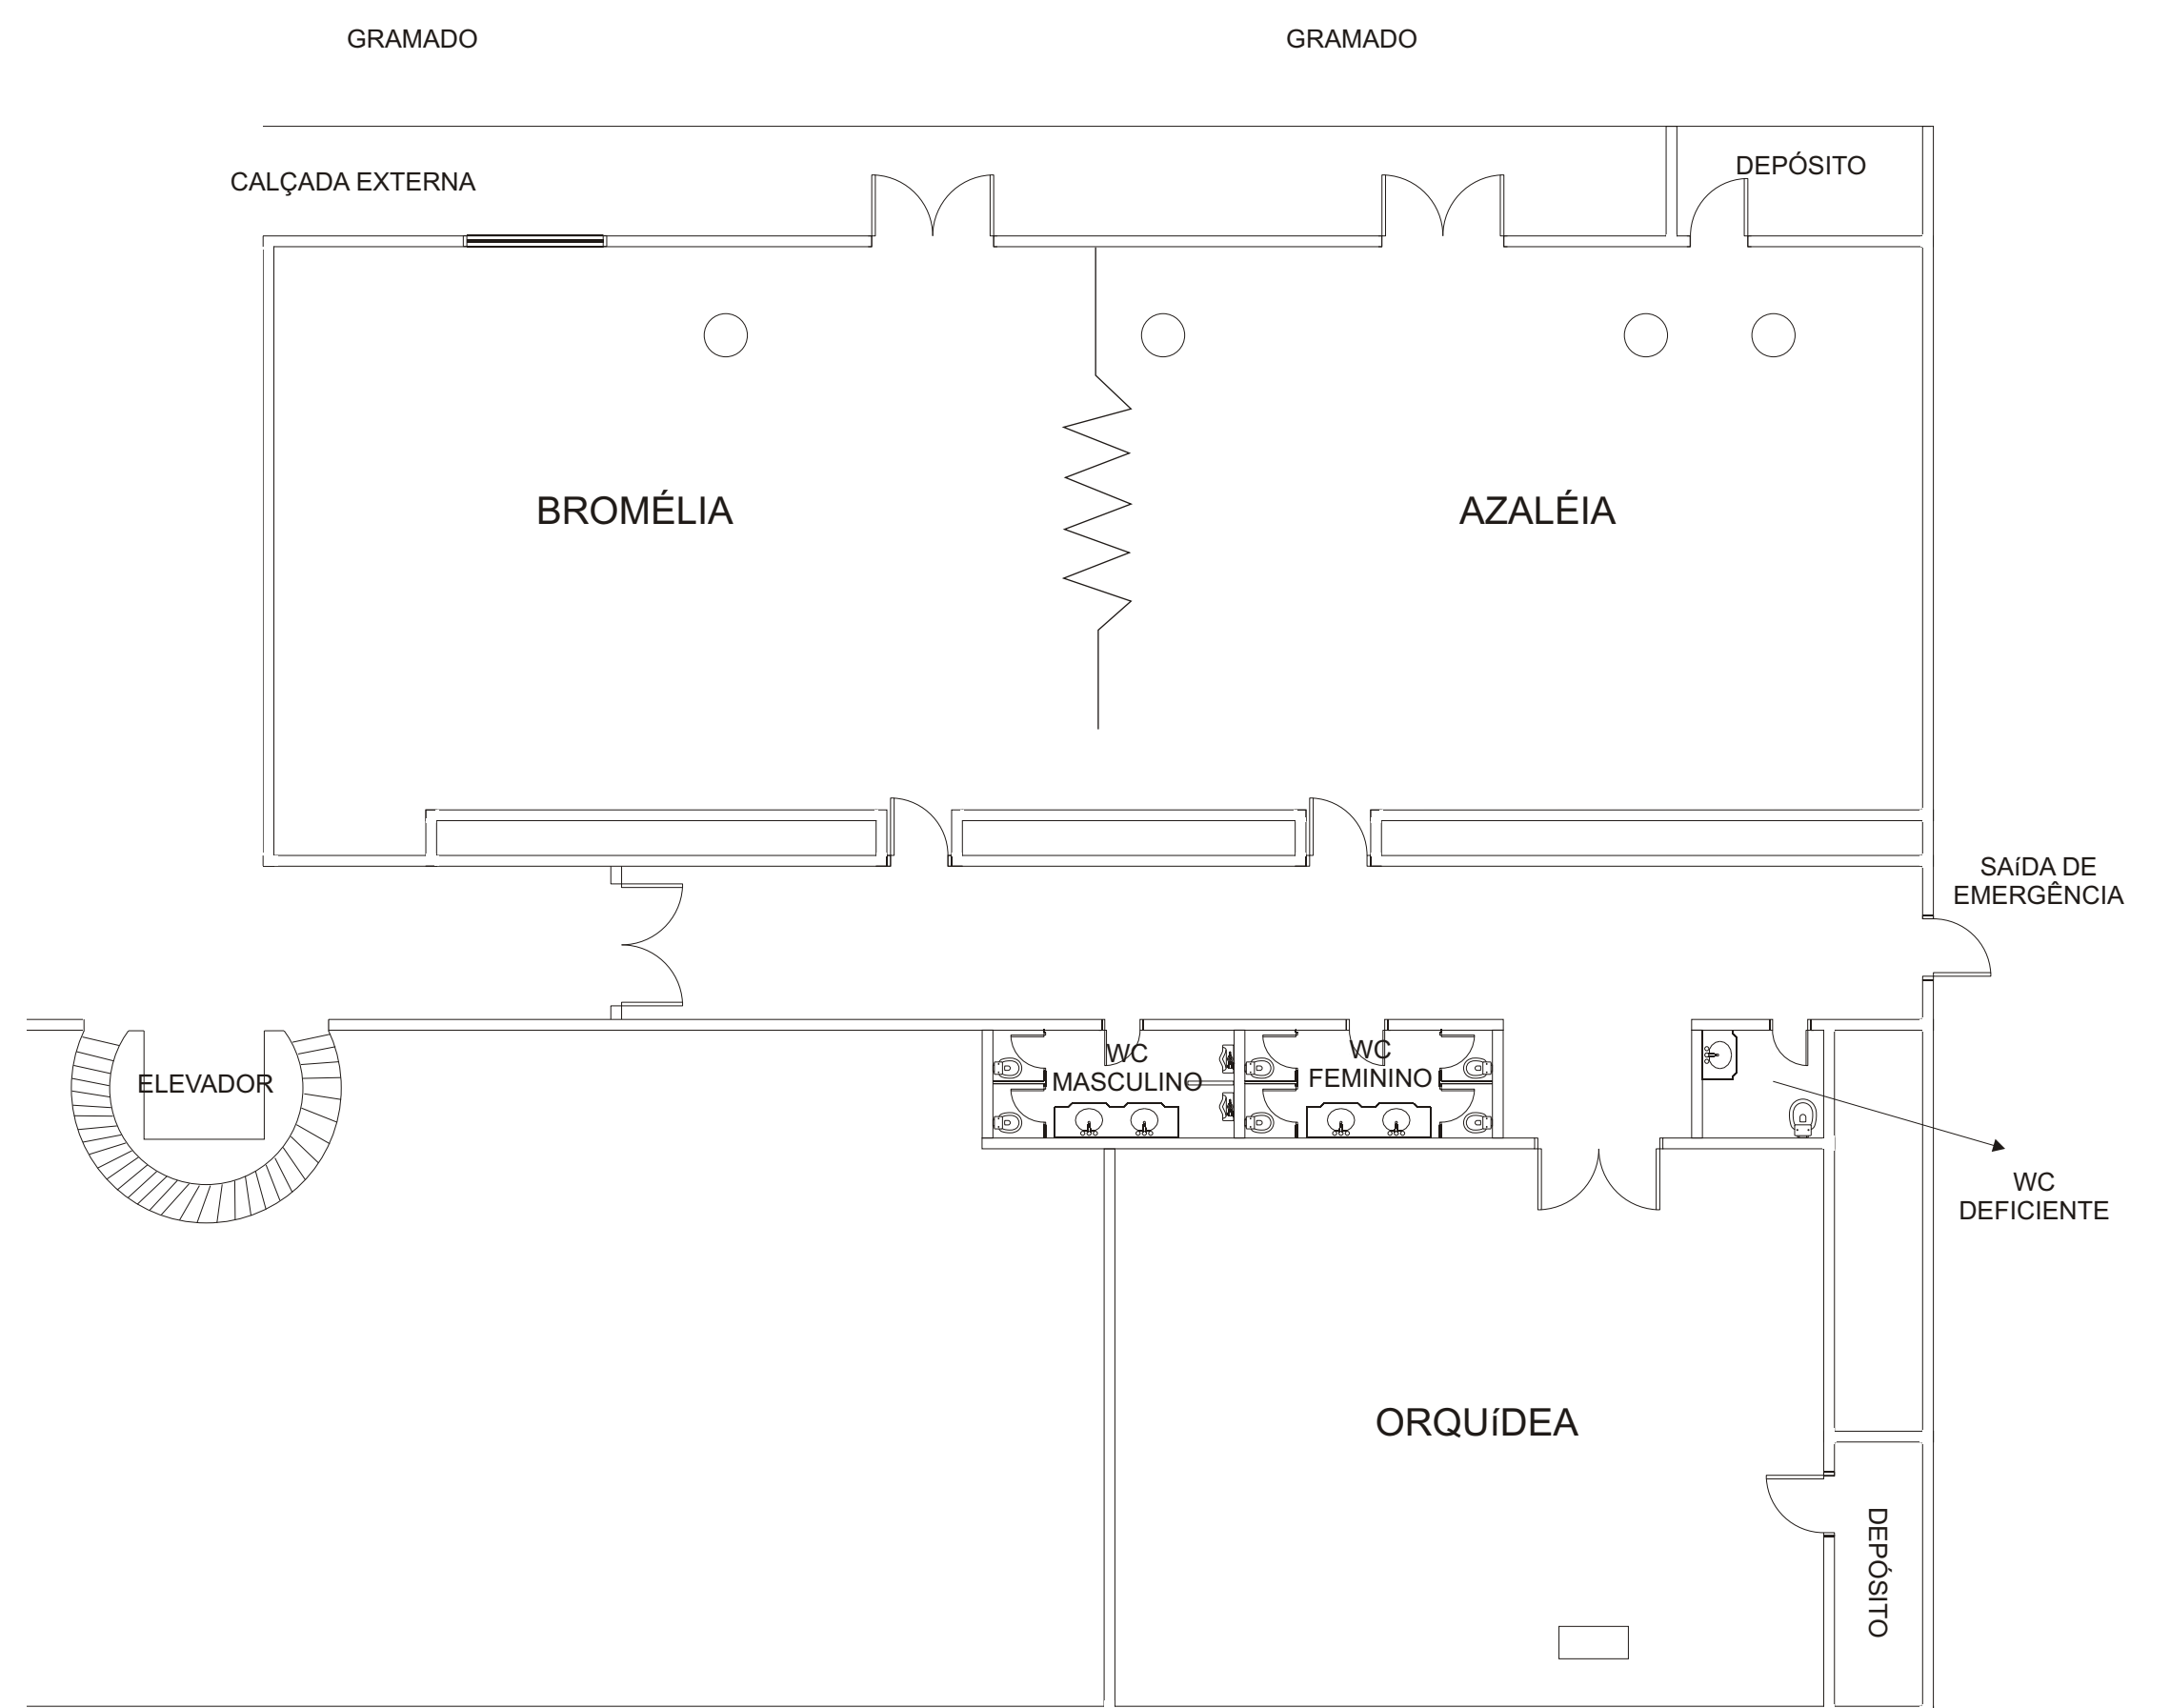 GRAMADO
GRAMADO
CALÇADA EXTERNA
DEPÓSITO
BROMÉLIA
AZALÉIA
SAíDA DE
EMERGÊNCIA
ELEVADOR
WC
MASCULINO
WC
FEMININO
WC
DEFICIENTE
ORQUíDEA
DEPÓSITO